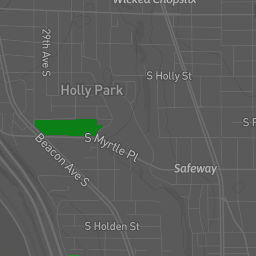 Wicked Chopstix
29th Ave S
S Holly St
Holly Park
S Myrtle Pl
Beacon Ave S
Safeway
S Holden St